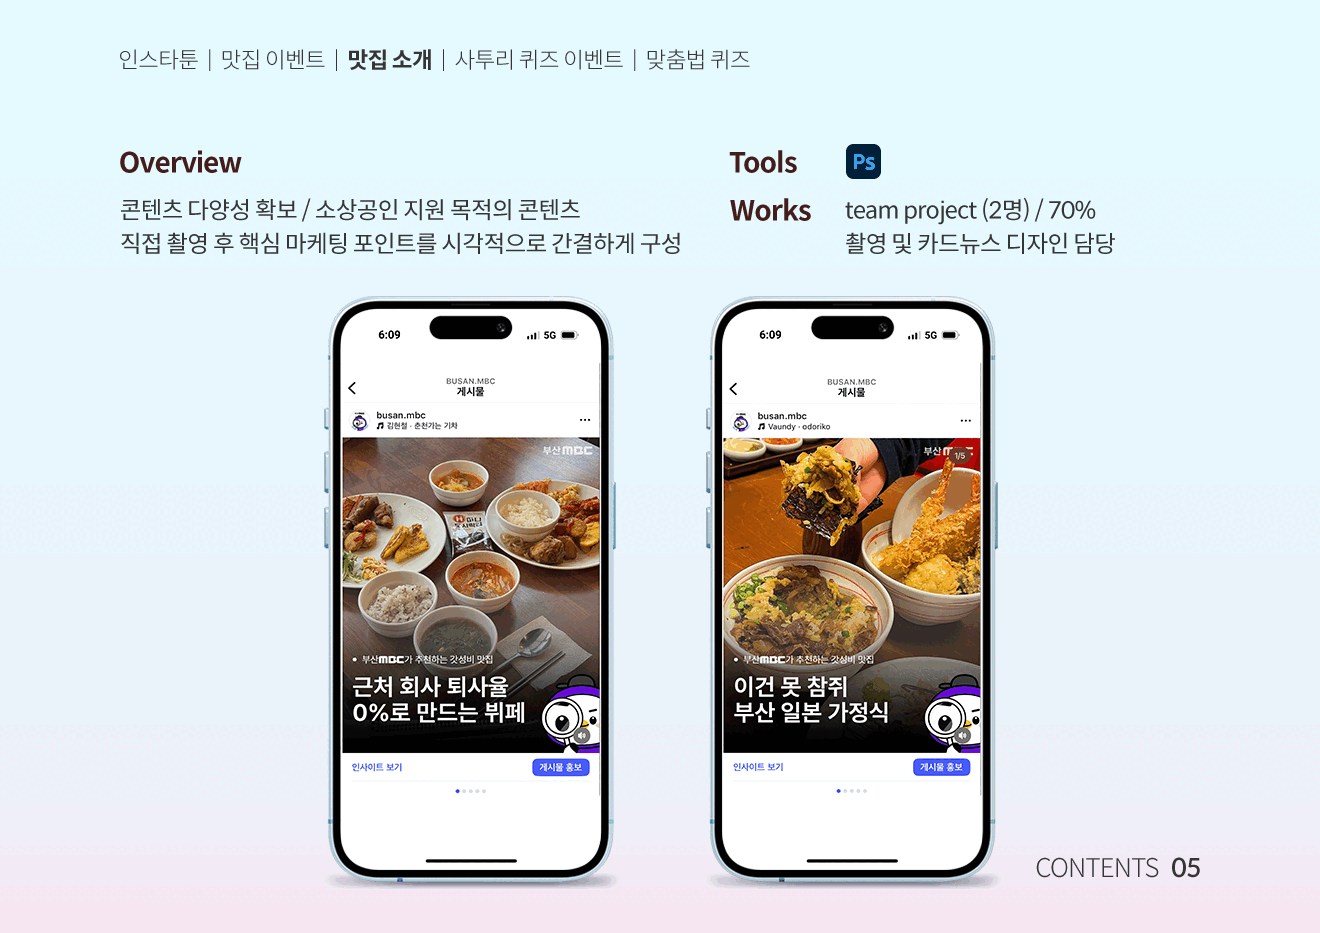 인스타툰 | 맛집 이벤트 | 맛집 소개 | 사투리 퀴즈 이벤트 | 맞춤법 퀴즈
Overview
콘텐츠 다양성 확보 / 소상공인 지원 목적의 콘텐츠
직접 촬영 후 핵심 마케팅 포인트를 시각적으로 간결하게 구성
Tools
Ps
Works
team project (2명) / 70%
촬영 및 카드뉴스 디자인 담당
6:09
5G
BUSAN.MBC
게시물
busan.mbc
김현철 · 춘천가는 기차
부산MBC
• 부산MBC가 추천하는 갓성비 맛집
근처 회사 퇴사율
0%로 만드는 뷔페
인사이트 보기
게시물 홍보
6:09
5G
BUSAN.MBC
게시물
busan.mbc
Vaundy · odoriko
부산
1/5
• 부산MBC가 추천하는 갓성비 맛집
이건 못 참쥐
부산 일본 가정식
인사이트 보기
게시물 홍보
CONTENTS 05